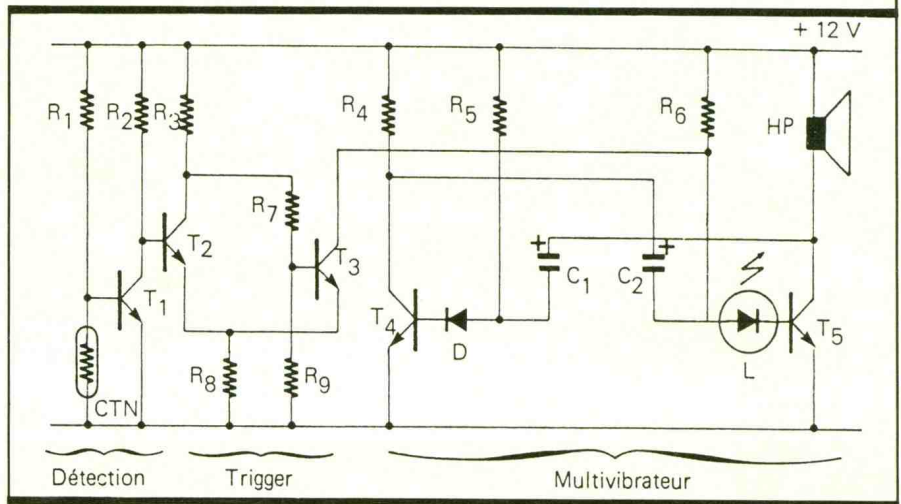 + 12 V
R1 R2 R3 R4 R5 R6 HP
R7
T2 T3 C1 C2
T1 T4 T5
D L
R8 R9
CTN
Détection Trigger Multivibrateur